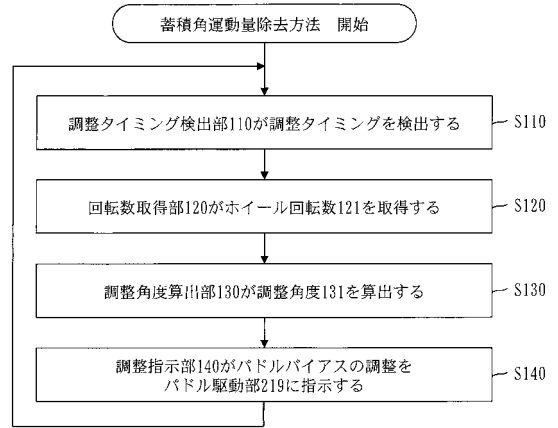 蓄積角運動量除去方法 開始
調整タイミング検出部110が調整タイミングを検出する
S110
回転数取得部120がホイール回転数121を取得する
S120
調整角度算出部130が調整角度131を算出する
S130
調整指示部140がパドルバイアスの調整を
パドル駆動部219に指示する
S140